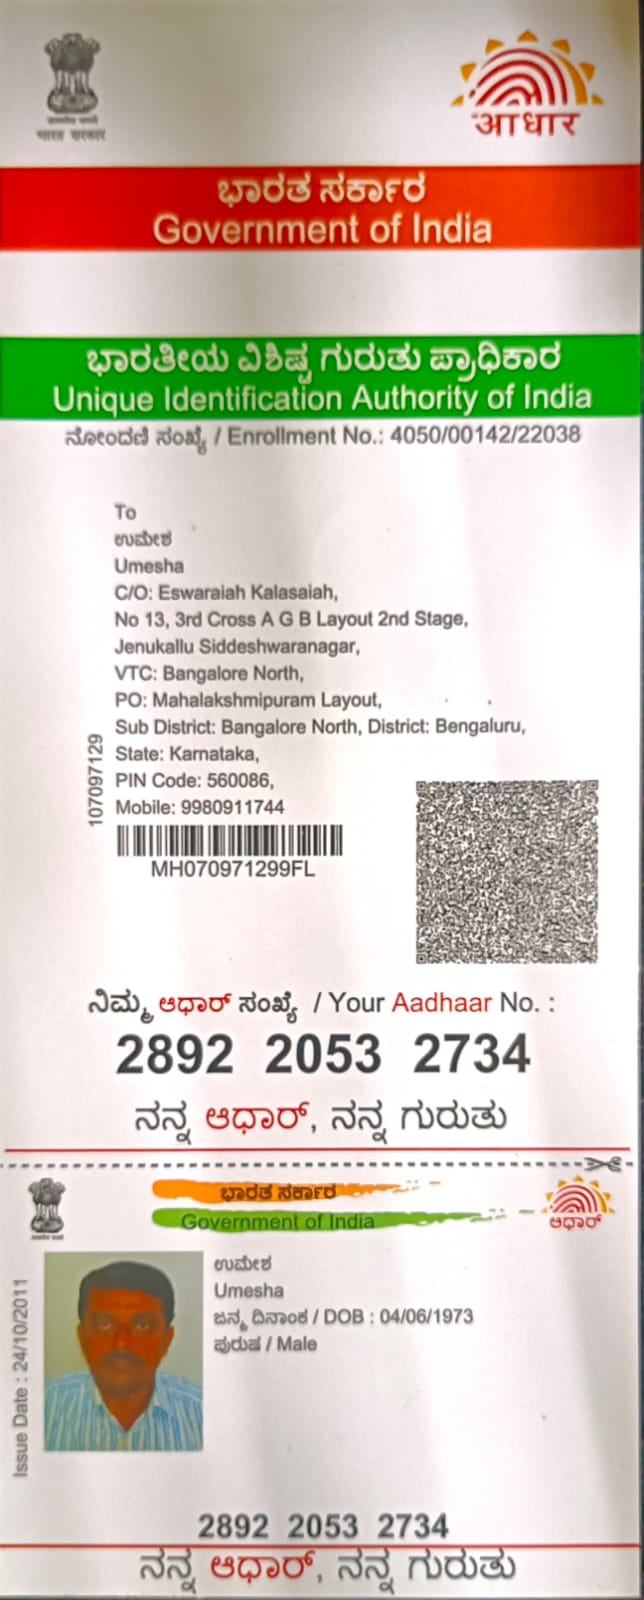 भारत सरकार
आधार
ಭಾರತ ಸರ್ಕಾರ
Government of India
ಭಾರತೀಯ ವಿಶಿಷ್ಟ ಗುರುತು ಪ್ರಾಧಿಕಾರ
Unique Identification Authority of India
ನೋಂದಣಿ ಸಂಖ್ಯೆ / Enrollment No.: 4050/00142/22038
To
ಉಮೇಶ
Umesha
C/O: Eswaraiah Kalasaiah,
No 13, 3rd Cross A G B Layout 2nd Stage,
Jenukallu Siddeshwaranagar,
VTC: Bangalore North,
PO: Mahalakshmipuram Layout,
Sub District: Bangalore North, District: Bengaluru,
State: Karnataka,
PIN Code: 560086,
Mobile: 9980911744
107097129
MH070971299FL
ನಿಮ್ಮ ಆಧಾರ್ ಸಂಖ್ಯೆ / Your Aadhaar No. :
2892 2053 2734
ನನ್ನ ಆಧಾರ್, ನನ್ನ ಗುರುತು
ಭಾರತ ಸರ್ಕಾರ
Government of India
ಆಧಾರ್
ಉಮೇಶ
Umesha
ಜನ್ಮ ದಿನಾಂಕ / DOB : 04/06/1973
ಪುರುಷ / Male
Issue Date : 24/10/2011
2892 2053 2734
ನನ್ನ ಆಧಾರ್, ನನ್ನ ಗುರುತು